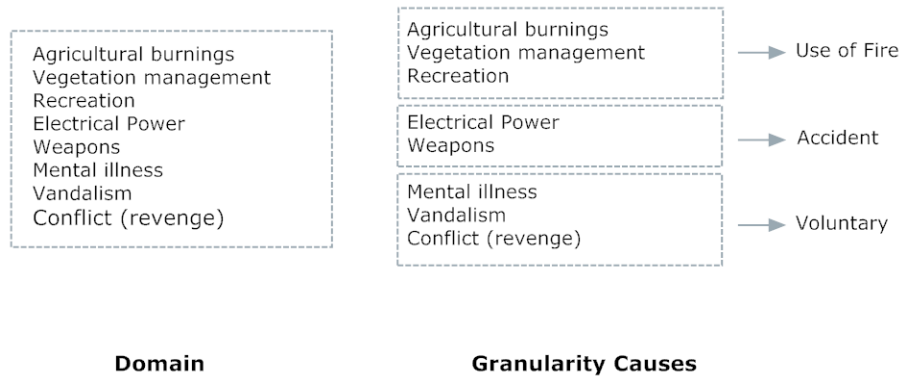 Agricultural burnings
Vegetation management
Recreation
Electrical Power
Weapons
Mental illness
Vandalism
Conflict (revenge)
Agricultural burnings
Vegetation management
Recreation
Use of Fire
Electrical Power
Weapons
Accident
Mental illness
Vandalism
Conflict (revenge)
Voluntary
Domain
Granularity Causes